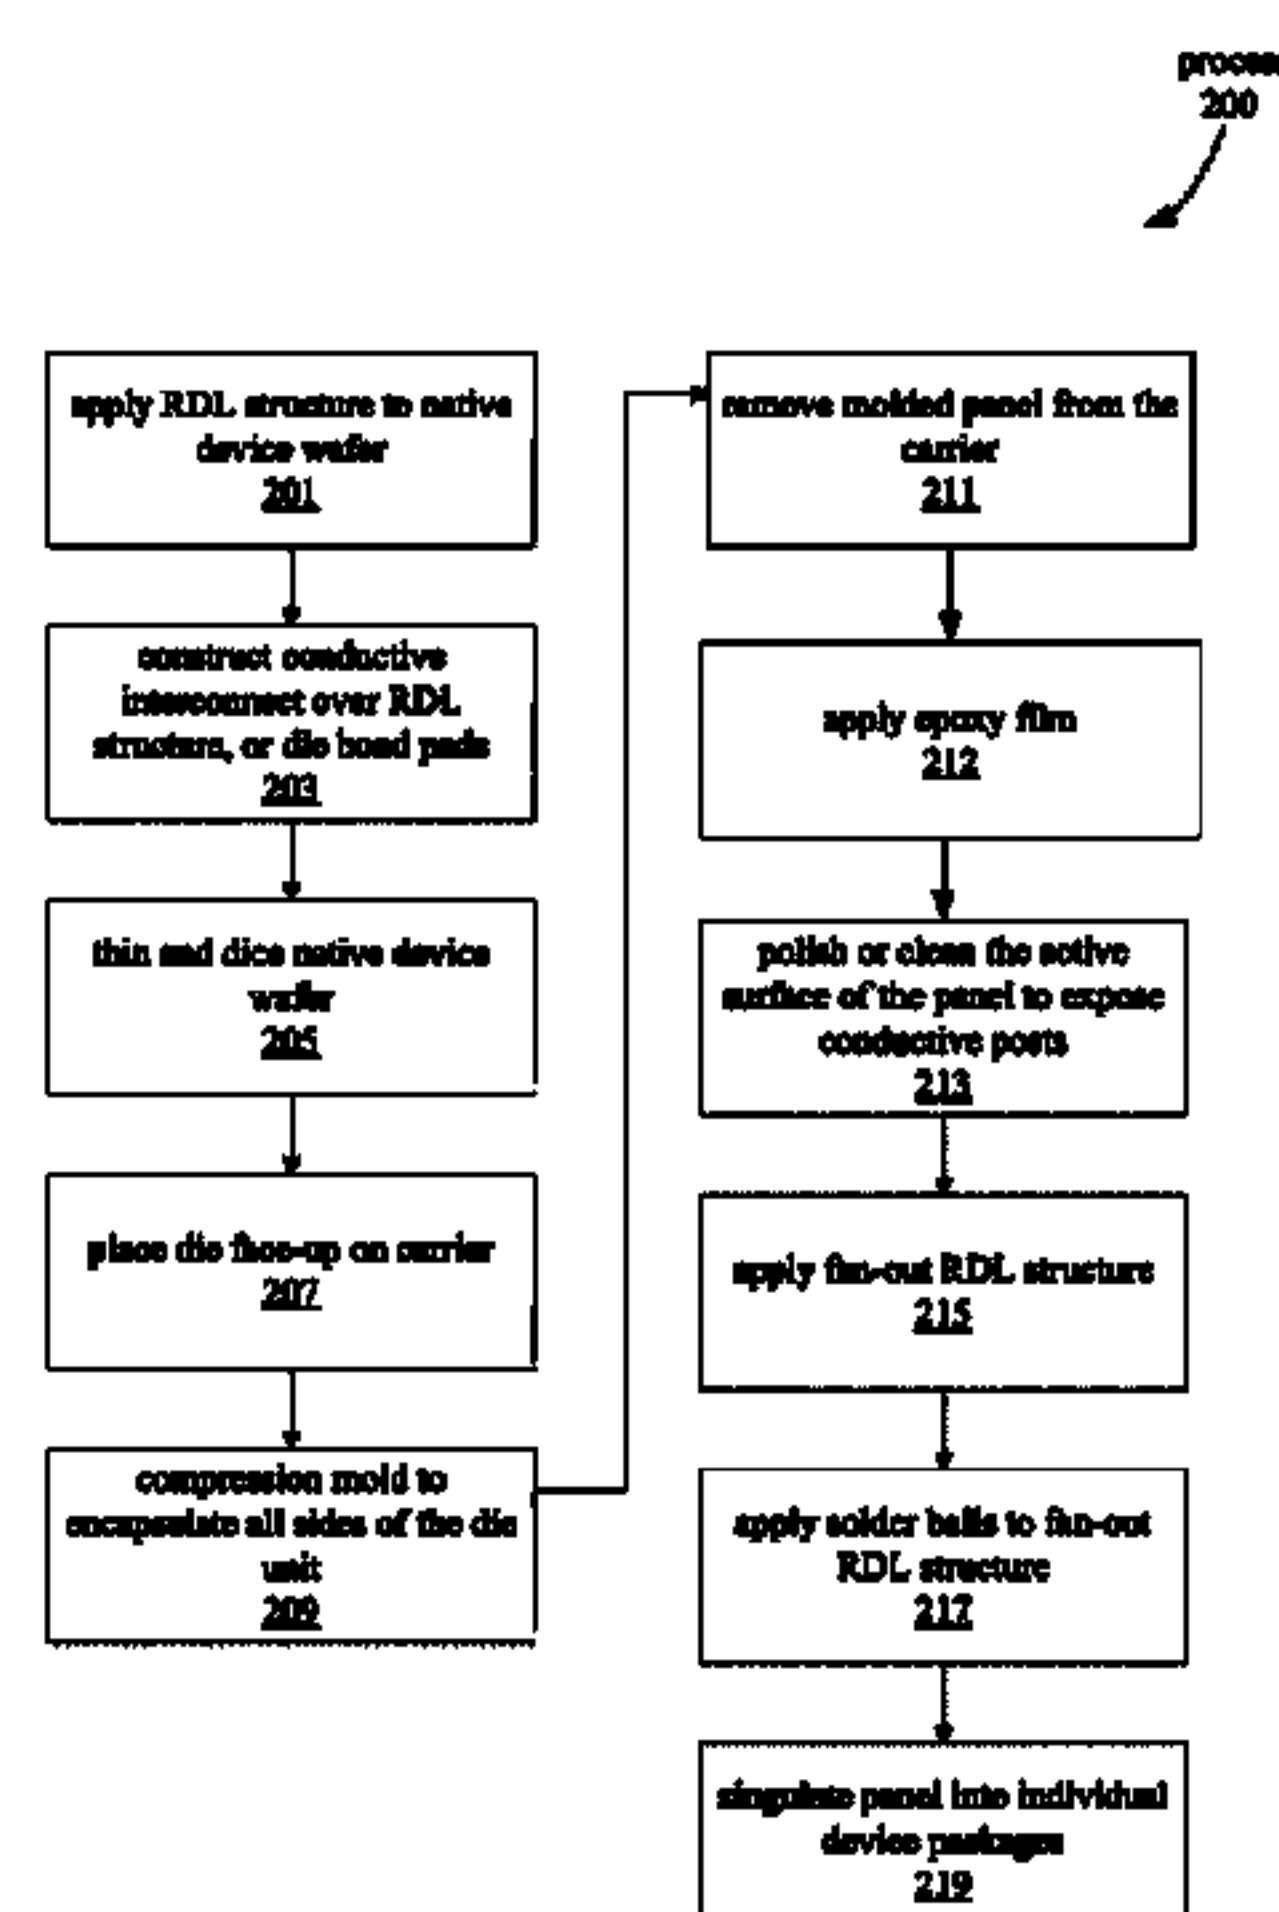 process
200
apply RDL structure to native
device wafer
201
construct conductive
interconnect over RDL
structure, or die bond pads
203
thin and dice native device
wafer
205
place die face-up on carrier
207
compression mold to
encapsulate all sides of the die
unit
209
remove molded panel from the
carrier
211
apply epoxy film
212
polish or clean the active
surface of the panel to expose
conductive posts
213
apply fan-out RDL structure
215
apply solder balls to fan-out
RDL structure
217
singulate panel into individual
device packages
219